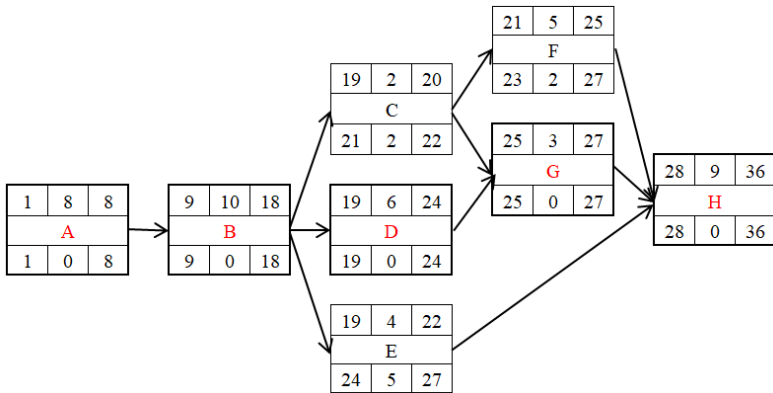 1 8 8
A
1 0 8
9 10 18
B
9 0 18
19 2 20
C
21 2 22
19 6 24
D
19 0 24
19 4 22
E
24 5 27
21 5 25
F
23 2 27
25 3 27
G
25 0 27
28 9 36
H
28 0 36